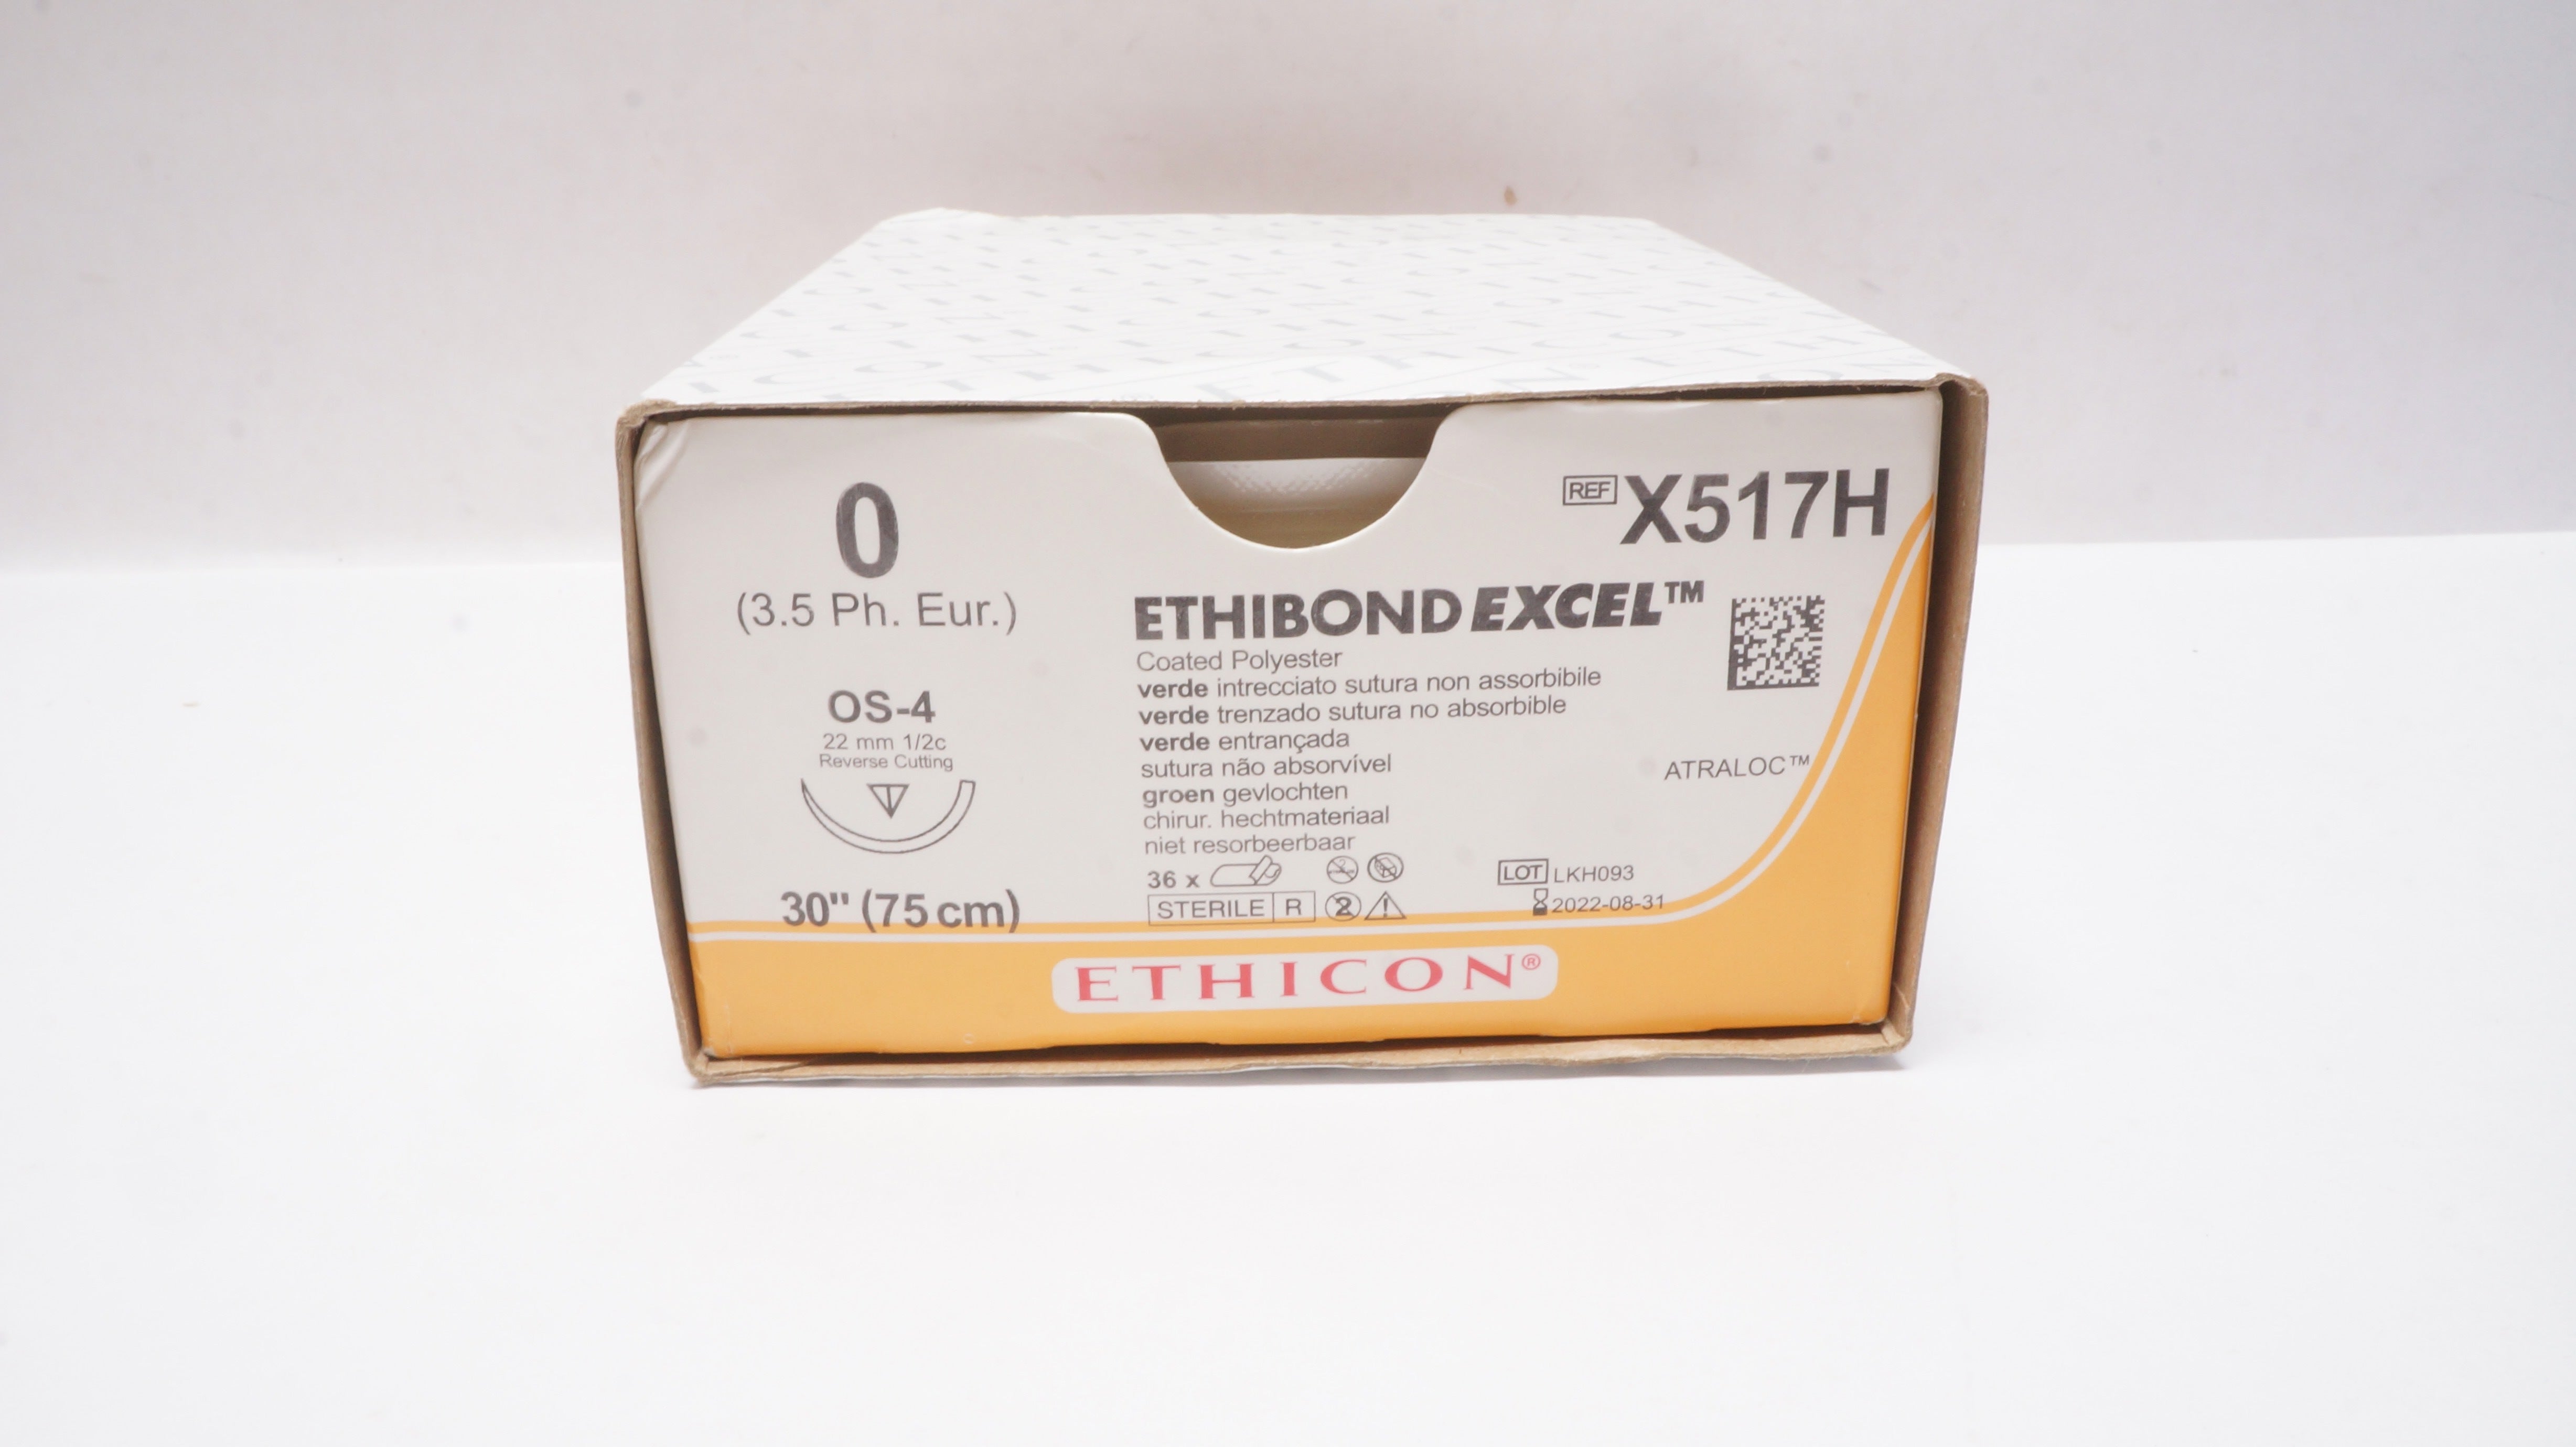 0
(3.5 Ph. Eur.)
OS-4
22 mm 1/2c
Reverse Cutting
30" (75 cm)
REF X517H
ETHIBOND EXCEL™
Coated Polyester
verde intrecciato sutura non assorbibile
verde trenzado sutura no absorbible
verde entrançada
sutura não absorvível
groen gevlochten
chirur. hechtmateriaal
niet resorbeerbaar
36 x
STERILE R 2
ATRALOC™
LOT LKH093
2022-08-31
ETHICON®